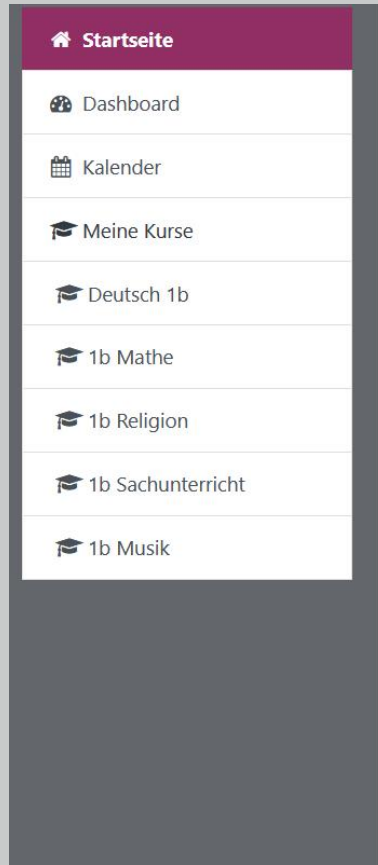 Startseite
Dashboard
Kalender
Meine Kurse
Deutsch 1b
1b Mathe
1b Religion
1b Sachunterricht
1b Musik